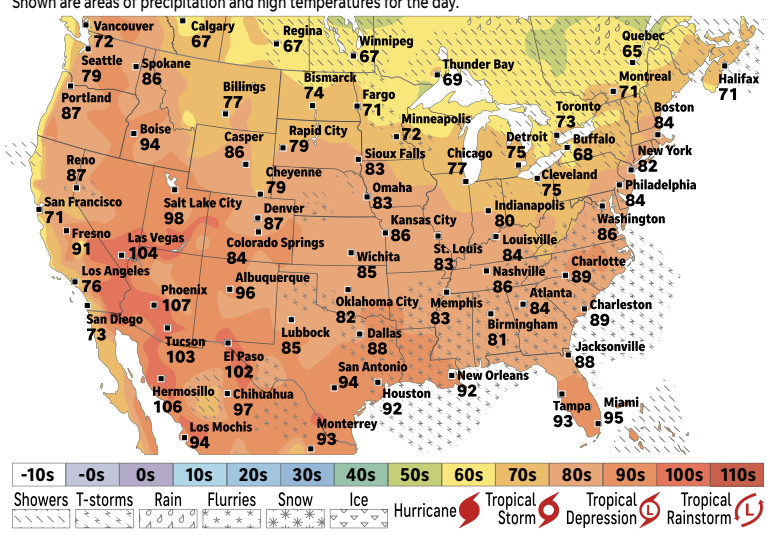 Shown are areas of precipitation and high temperatures for the day.
Vancouver
72
Calgary
67
Regina
67
Winnipeg
67
Quebec
65
Seattle
79
Spokane
86
Thunder Bay
69
Montreal
71
Halifax
71
Portland
87
Billings
77
Bismarck
74
Fargo
71
Minneapolis
72
Toronto
73
Boston
84
Boise
94
Casper
86
Rapid City
79
Sioux Falls
83
Chicago
77
Detroit
75
Buffalo
68
New York
82
Reno
87
Cheyenne
79
Omaha
83
Cleveland
75
Philadelphia
84
San Francisco
71
Salt Lake City
98
Denver
87
Kansas City
86
Indianapolis
80
Washington
86
Fresno
91
Las Vegas
104
Colorado Springs
84
Wichita
85
St. Louis
83
Louisville
84
Los Angeles
76
Albuquerque
96
Nashville
86
Charlotte
89
Phoenix
107
Oklahoma City
82
Memphis
83
Atlanta
84
Charleston
89
San Diego
73
Tucson
103
Lubbock
85
Dallas
88
Birmingham
81
El Paso
102
Jacksonville
88
San Antonio
94
New Orleans
92
Hermosillo
106
Chihuahua
97
Houston
92
Tampa
93
Miami
95
Los Mochis
94
Monterrey
93
-10s -0s 0s 10s 20s 30s 40s 50s 60s 70s 80s 90s 100s 110s
Showers T-storms Rain Flurries Snow Ice Hurricane Tropical Storm Tropical Depression L Tropical Rainstorm L